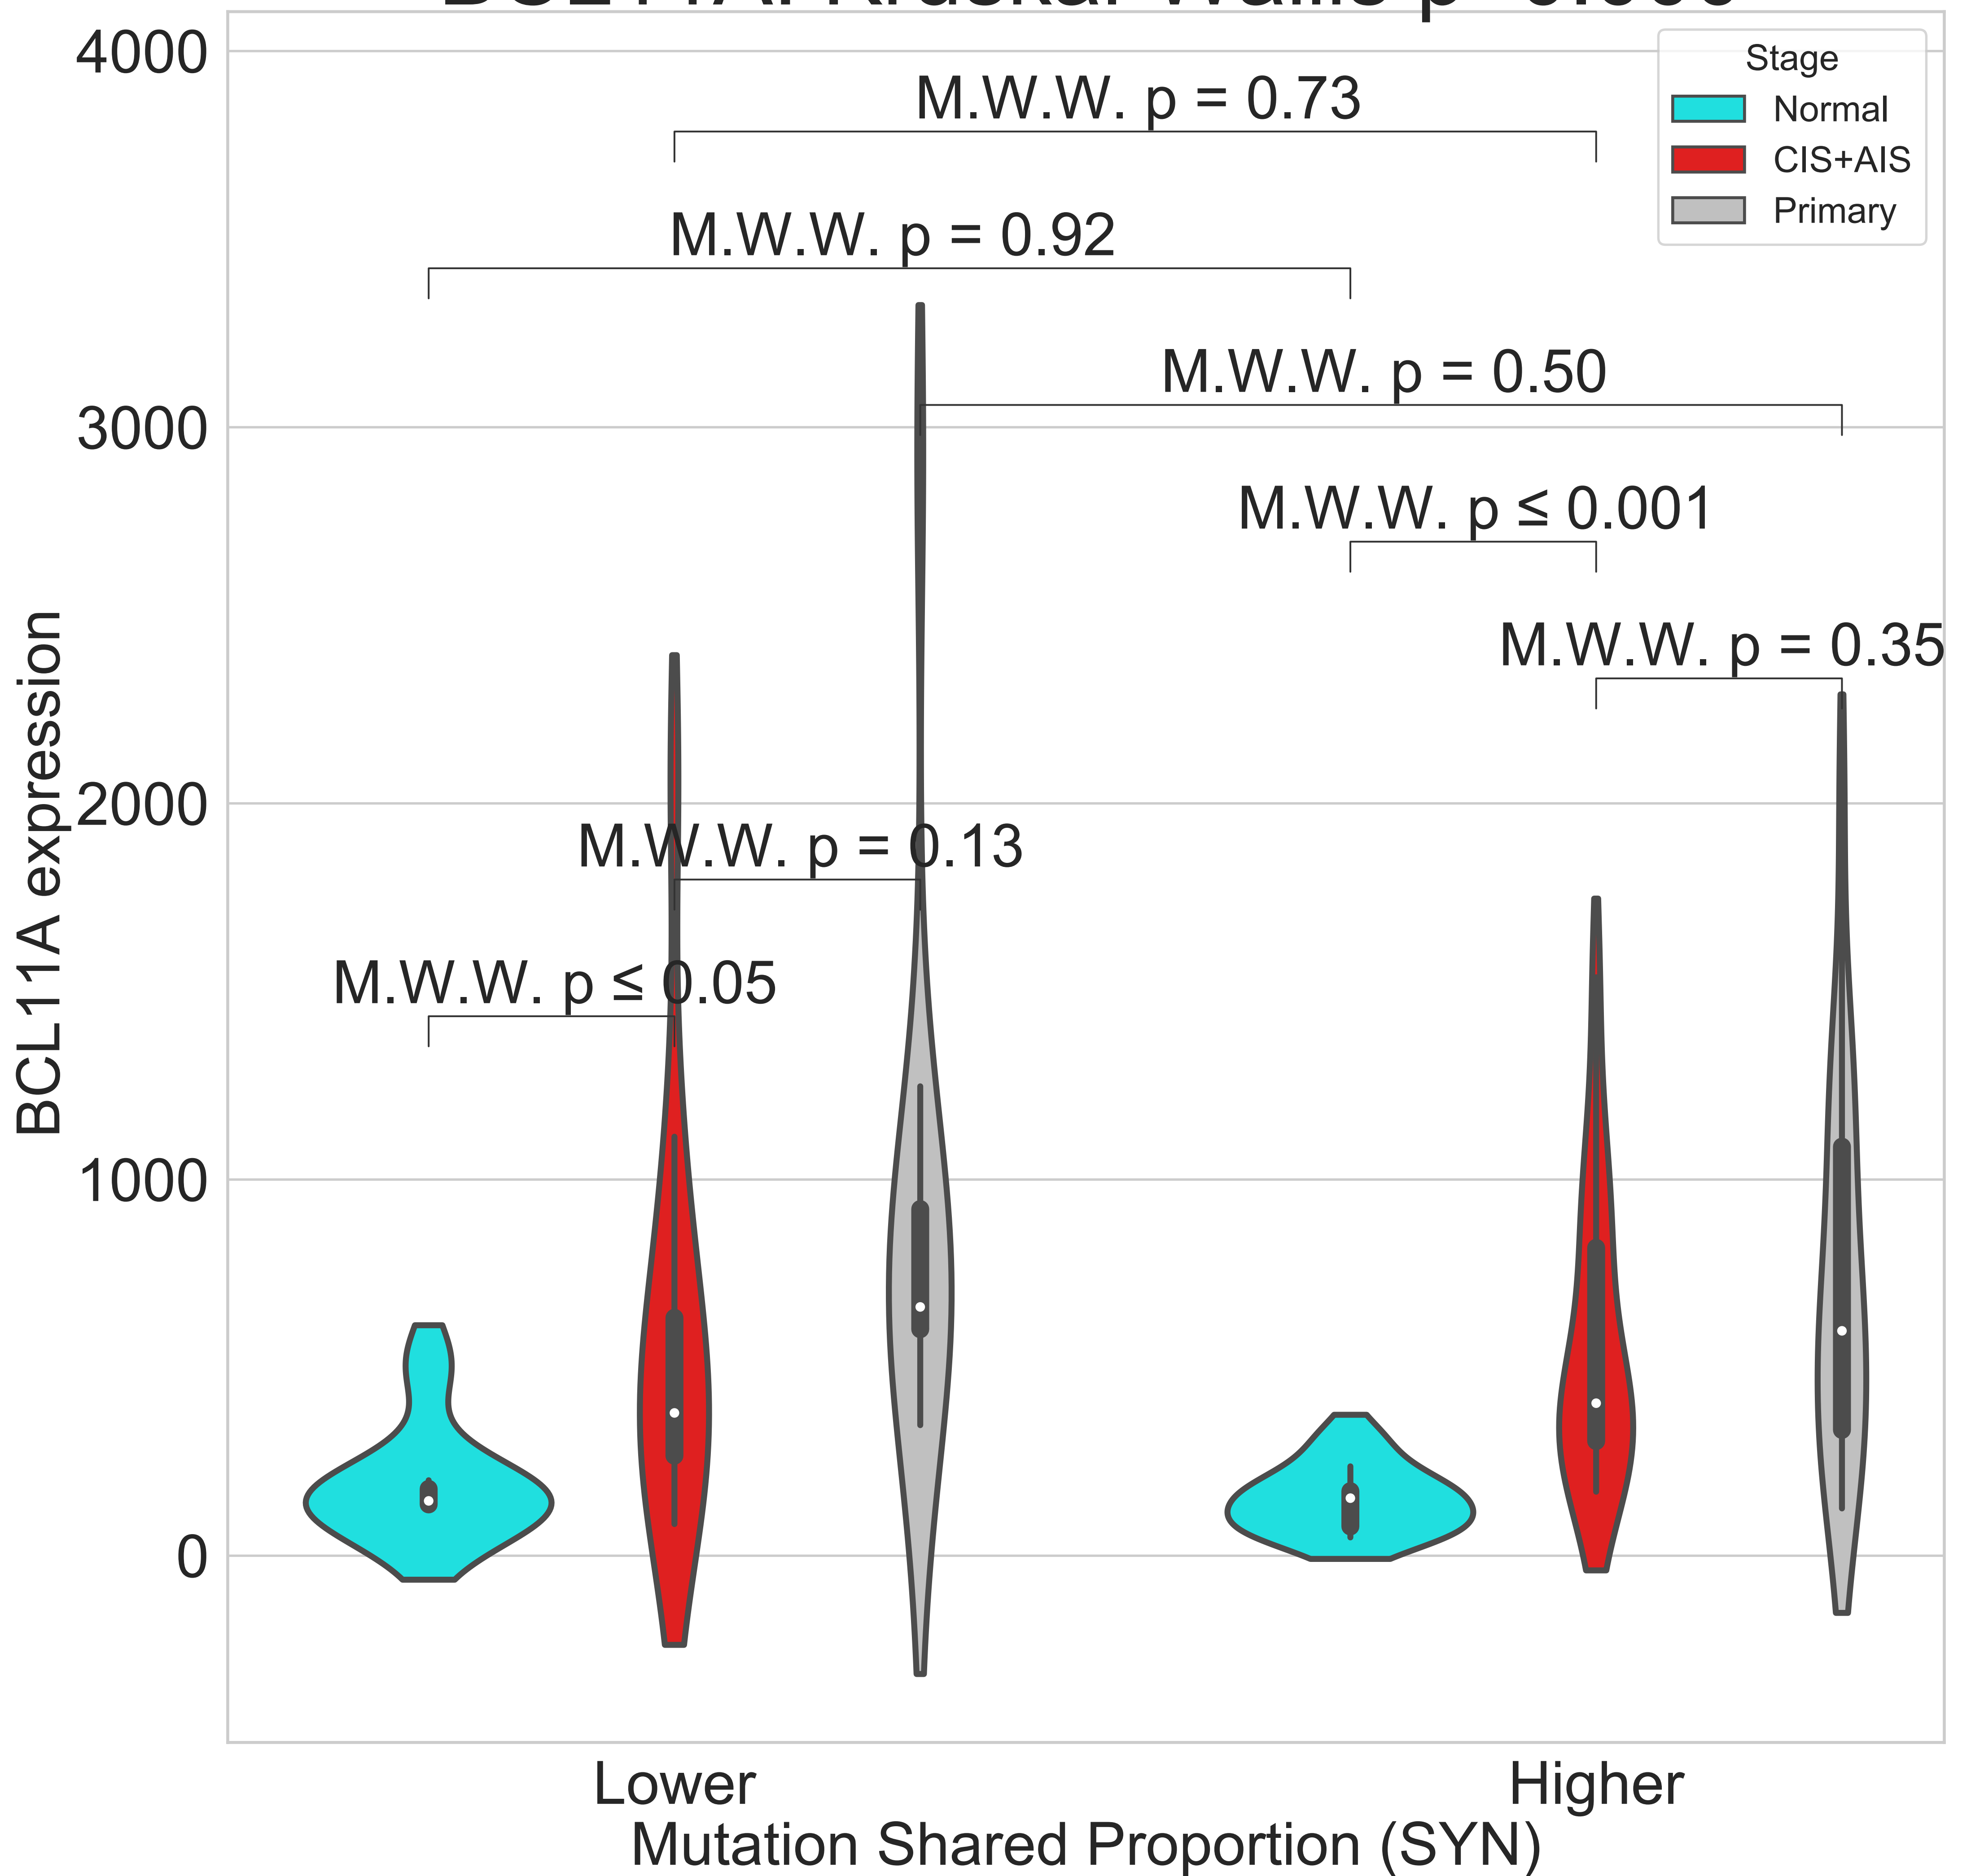 4000
3000
2000
1000
0
BCL11A expression
M.W.W. p = 0.73
M.W.W. p = 0.92
M.W.W. p = 0.50
M.W.W. p ≤ 0.001
M.W.W. p = 0.35
M.W.W. p = 0.13
M.W.W. p ≤ 0.05
Stage
Normal
CIS+AIS
Primary
Lower
Higher
Mutation Shared Proportion (SYN)